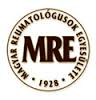 MAGYAR REUMATOLÓGUSOK EGYESÜLETE
MRE
• 1928 •